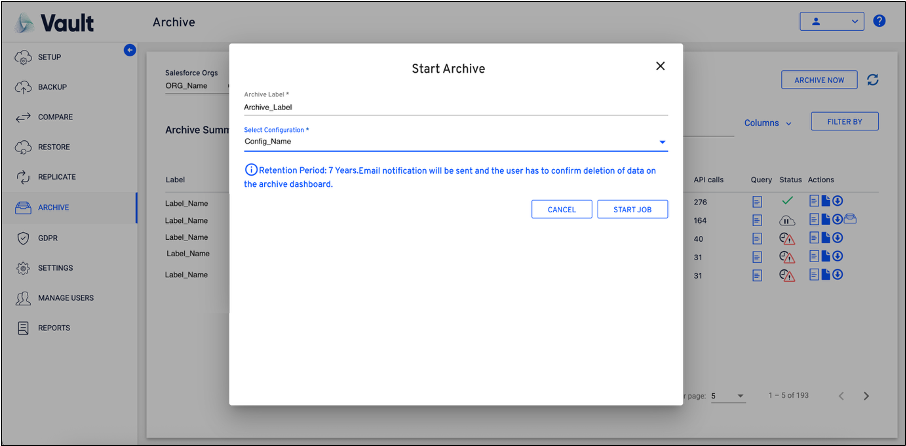 Vault
Archive
SETUP
BACKUP
COMPARE
RESTORE
REPLICATE
ARCHIVE
GDPR
SETTINGS
MANAGE USERS
REPORTS
Salesforce Orgs
ORG_Name
ARCHIVE NOW
Columns
FILTER BY
Label
API calls
Query
Status
Actions
Label_Name
276
Label_Name
164
Label_Name
40
Label_Name
31
Label_Name
31
page:
5
1 – 5 of 193
Start Archive
Archive Label *
Archive_Label
Select Configuration *
Config_Name
Retention Period: 7 Years.Email notification will be sent and the user has to confirm deletion of data on
the archive dashboard.
CANCEL
START JOB